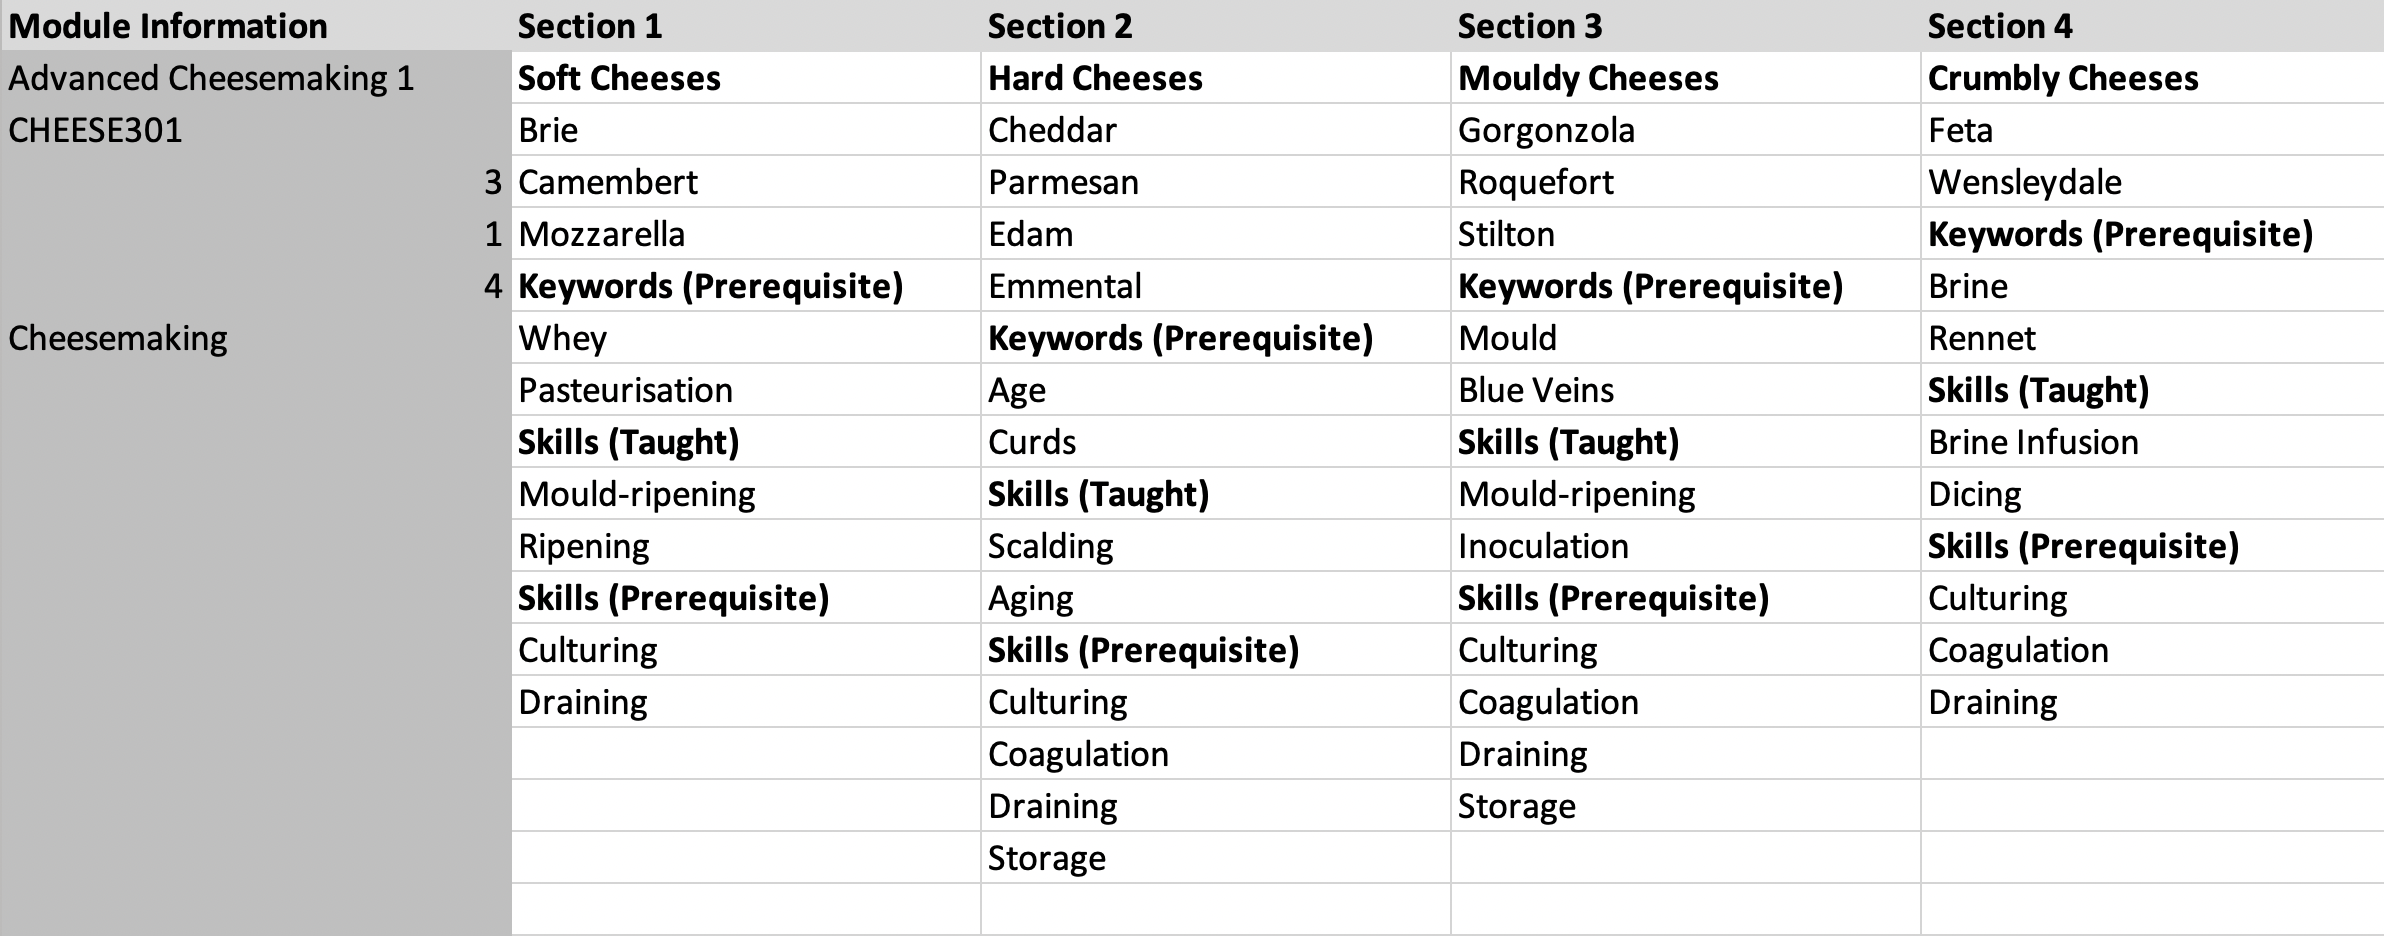 Module Information Section 1 Section 2 Section 3 Section 4
Advanced Cheesemaking 1 Soft Cheeses Hard Cheeses Mouldy Cheeses Crumbly Cheeses
CHEESE301 Brie Cheddar Gorgonzola Feta
3 Camembert Parmesan Roquefort Wensleydale
1 Mozzarella Edam Stilton Keywords (Prerequisite)
4 Keywords (Prerequisite) Emmental Keywords (Prerequisite) Brine
Cheesemaking Whey Keywords (Prerequisite) Mould Rennet
Pasteurisation Age Blue Veins Skills (Taught)
Skills (Taught) Curds Skills (Taught) Brine Infusion
Mould-ripening Skills (Taught) Mould-ripening Dicing
Ripening Scalding Inoculation Skills (Prerequisite)
Skills (Prerequisite) Aging Skills (Prerequisite) Culturing
Culturing Skills (Prerequisite) Culturing Coagulation
Draining Culturing Coagulation Draining
Coagulation Draining
Draining Storage
Storage